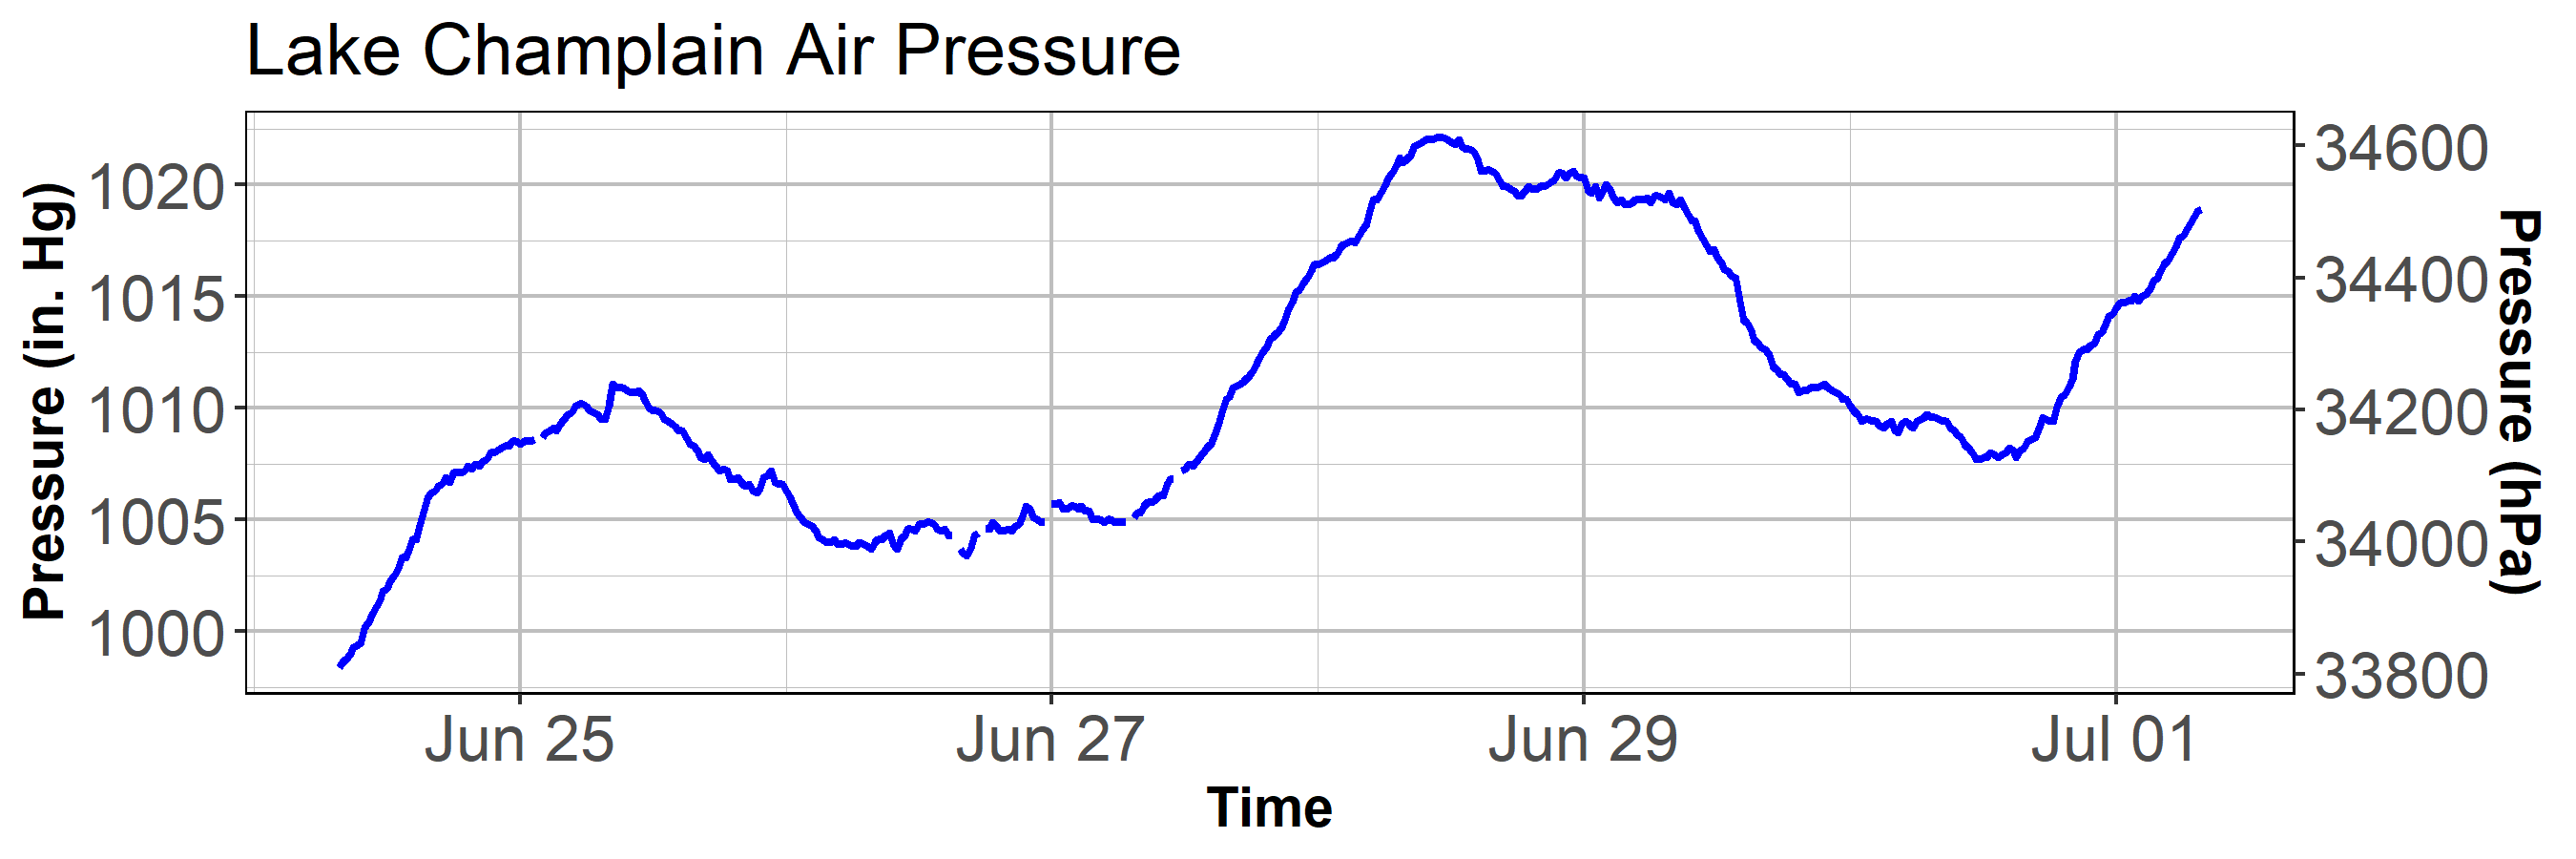 Lake Champlain Air Pressure
Pressure (in. Hg)
1020
1015
1010
1005
1000
34600
34400
34200
34000
33800
Pressure (hPa)
Jun 25
Jun 27
Jun 29
Jul 01
Time